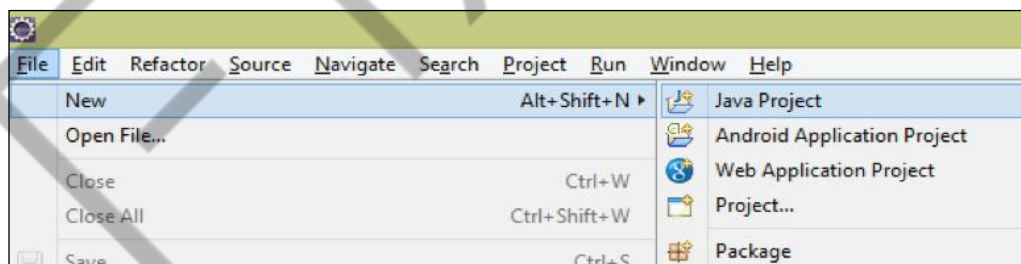 File Edit Refactor Source Navigate Search Project Run Window Help
New Alt+Shift+N
Open File...
Close Ctrl+W
Close All Ctrl+Shift+W
Save Ctrl+S
Java Project
Android Application Project
Web Application Project
Project...
Package